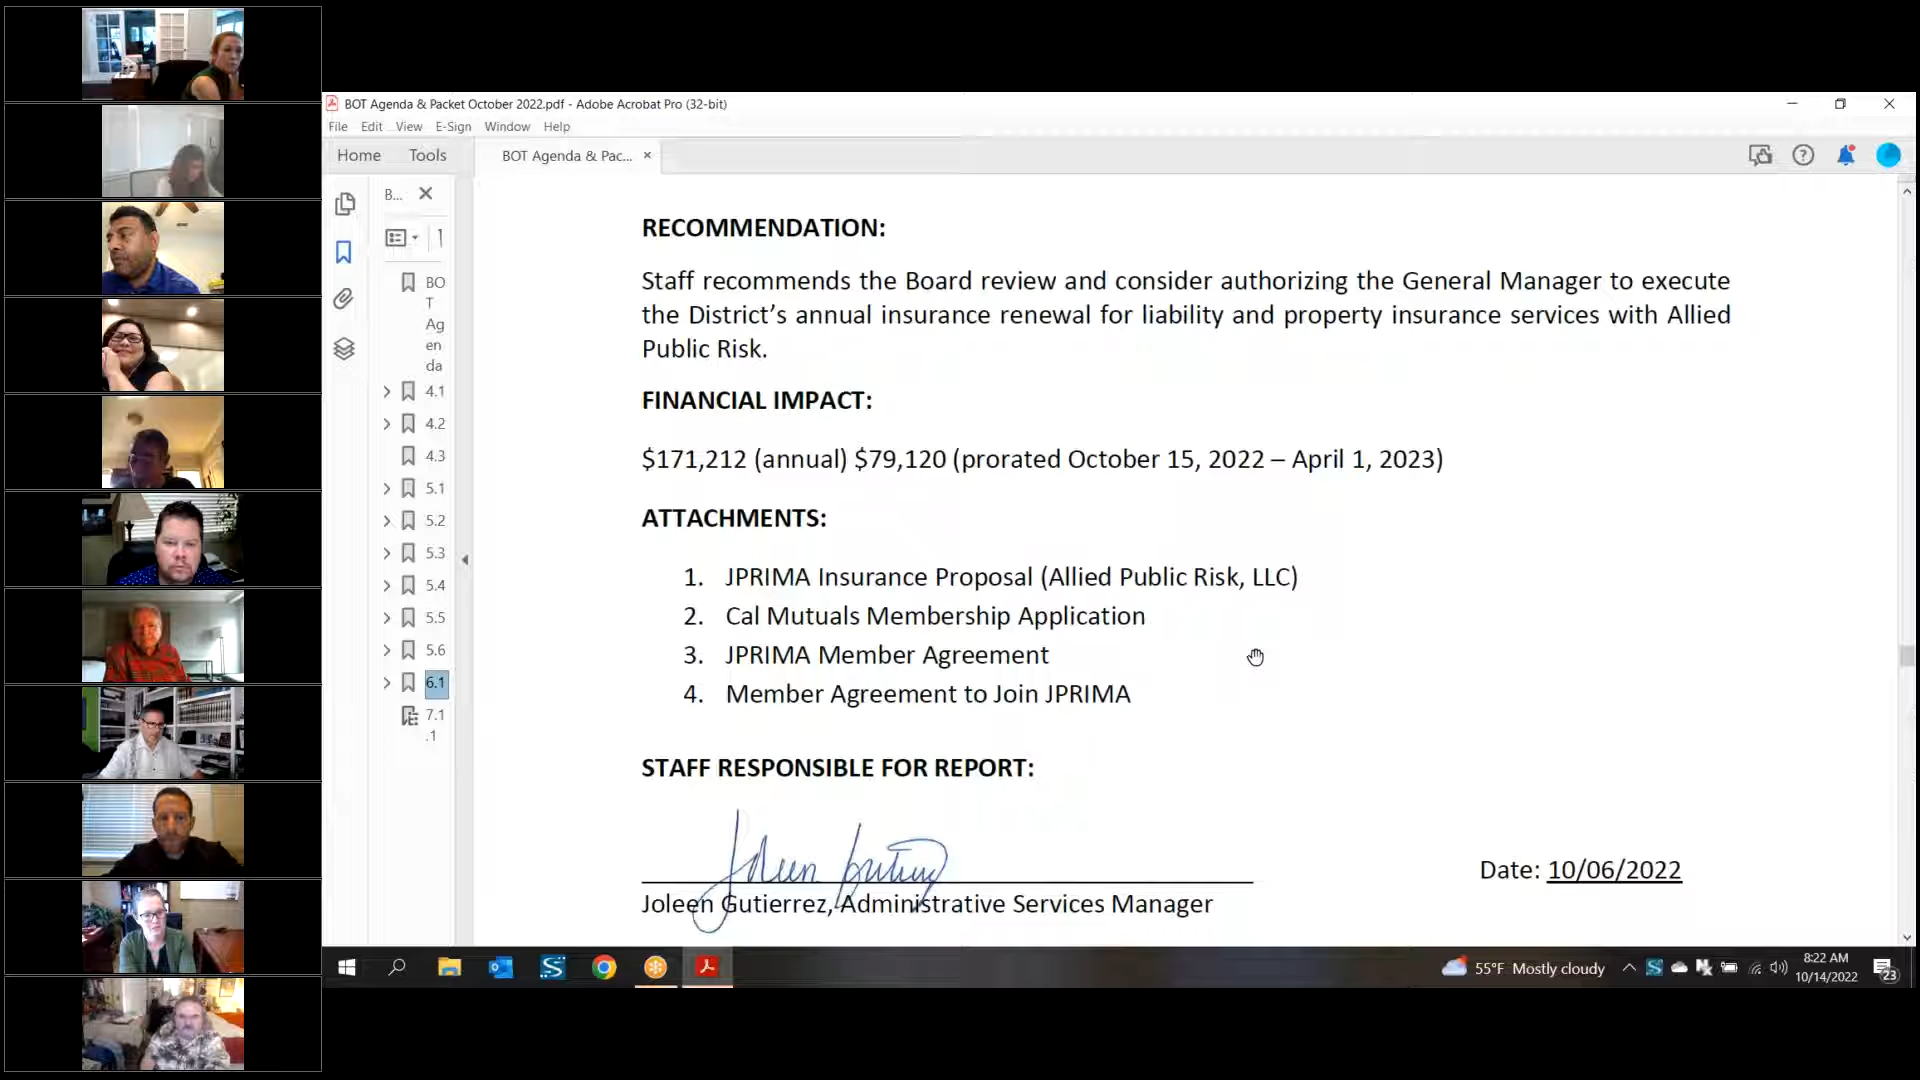 BOT Agenda & Packet October 2022.pdf - Adobe Acrobat Pro (32-bit)
File Edit View E-Sign Window Help
Home Tools BOT Agenda & Pac... ×
B...
BO
T
Ag
en
da
4.1
4.2
4.3
5.1
5.2
5.3
5.4
5.5
5.6
6.1
7.1
.1
RECOMMENDATION:
Staff recommends the Board review and consider authorizing the General Manager to execute
the District’s annual insurance renewal for liability and property insurance services with Allied
Public Risk.
FINANCIAL IMPACT:
$171,212 (annual) $79,120 (prorated October 15, 2022 – April 1, 2023)
ATTACHMENTS:
1. JPRIMA Insurance Proposal (Allied Public Risk, LLC)
2. Cal Mutuals Membership Application
3. JPRIMA Member Agreement
4. Member Agreement to Join JPRIMA
STAFF RESPONSIBLE FOR REPORT:
Joleen Gutierrez
Date: 10/06/2022
Joleen Gutierrez, Administrative Services Manager
55°F Mostly cloudy
8:22 AM
10/14/2022
23